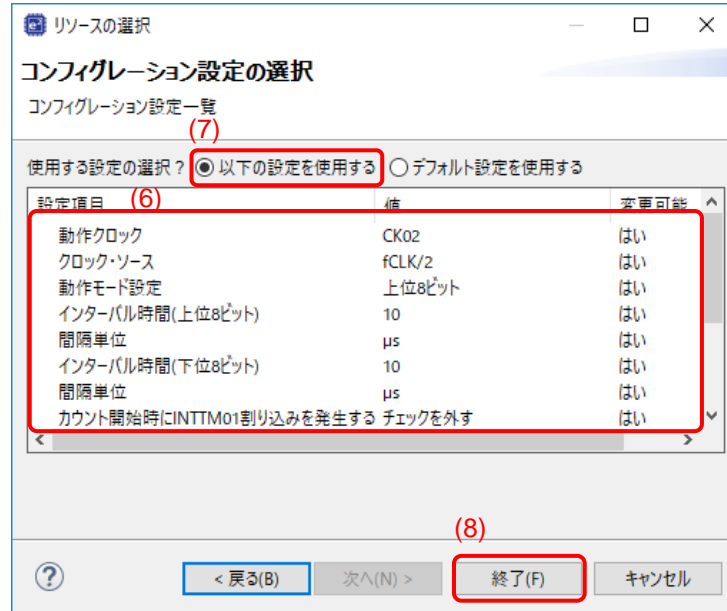 リソースの選択
コンフィグレーション設定の選択
コンフィグレーション設定一覧
(7)
使用する設定の選択？ 以下の設定を使用する デフォルト設定を使用する
(6)
設定項目 値 変更可能
動作クロック CK02 はい
クロック・ソース fCLK/2 はい
動作モード設定 上位8ビット はい
インターバル時間(上位8ビット) 10 はい
間隔単位 μs はい
インターバル時間(下位8ビット) 10 はい
間隔単位 μs はい
カウント開始時にINTTM01割り込みを発生する チェックを外す はい
(8)
< 戻る(B) 次へ(N) > 終了(F) キャンセル